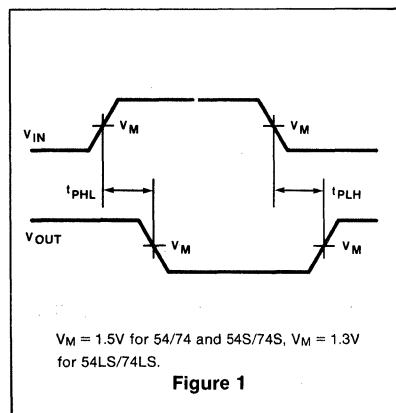 VIN
VM
VM
tPHL
tPLH
VOUT
VM
VM
VM = 1.5V for 54/74 and 54S/74S, VM = 1.3V
for 54LS/74LS.
Figure 1